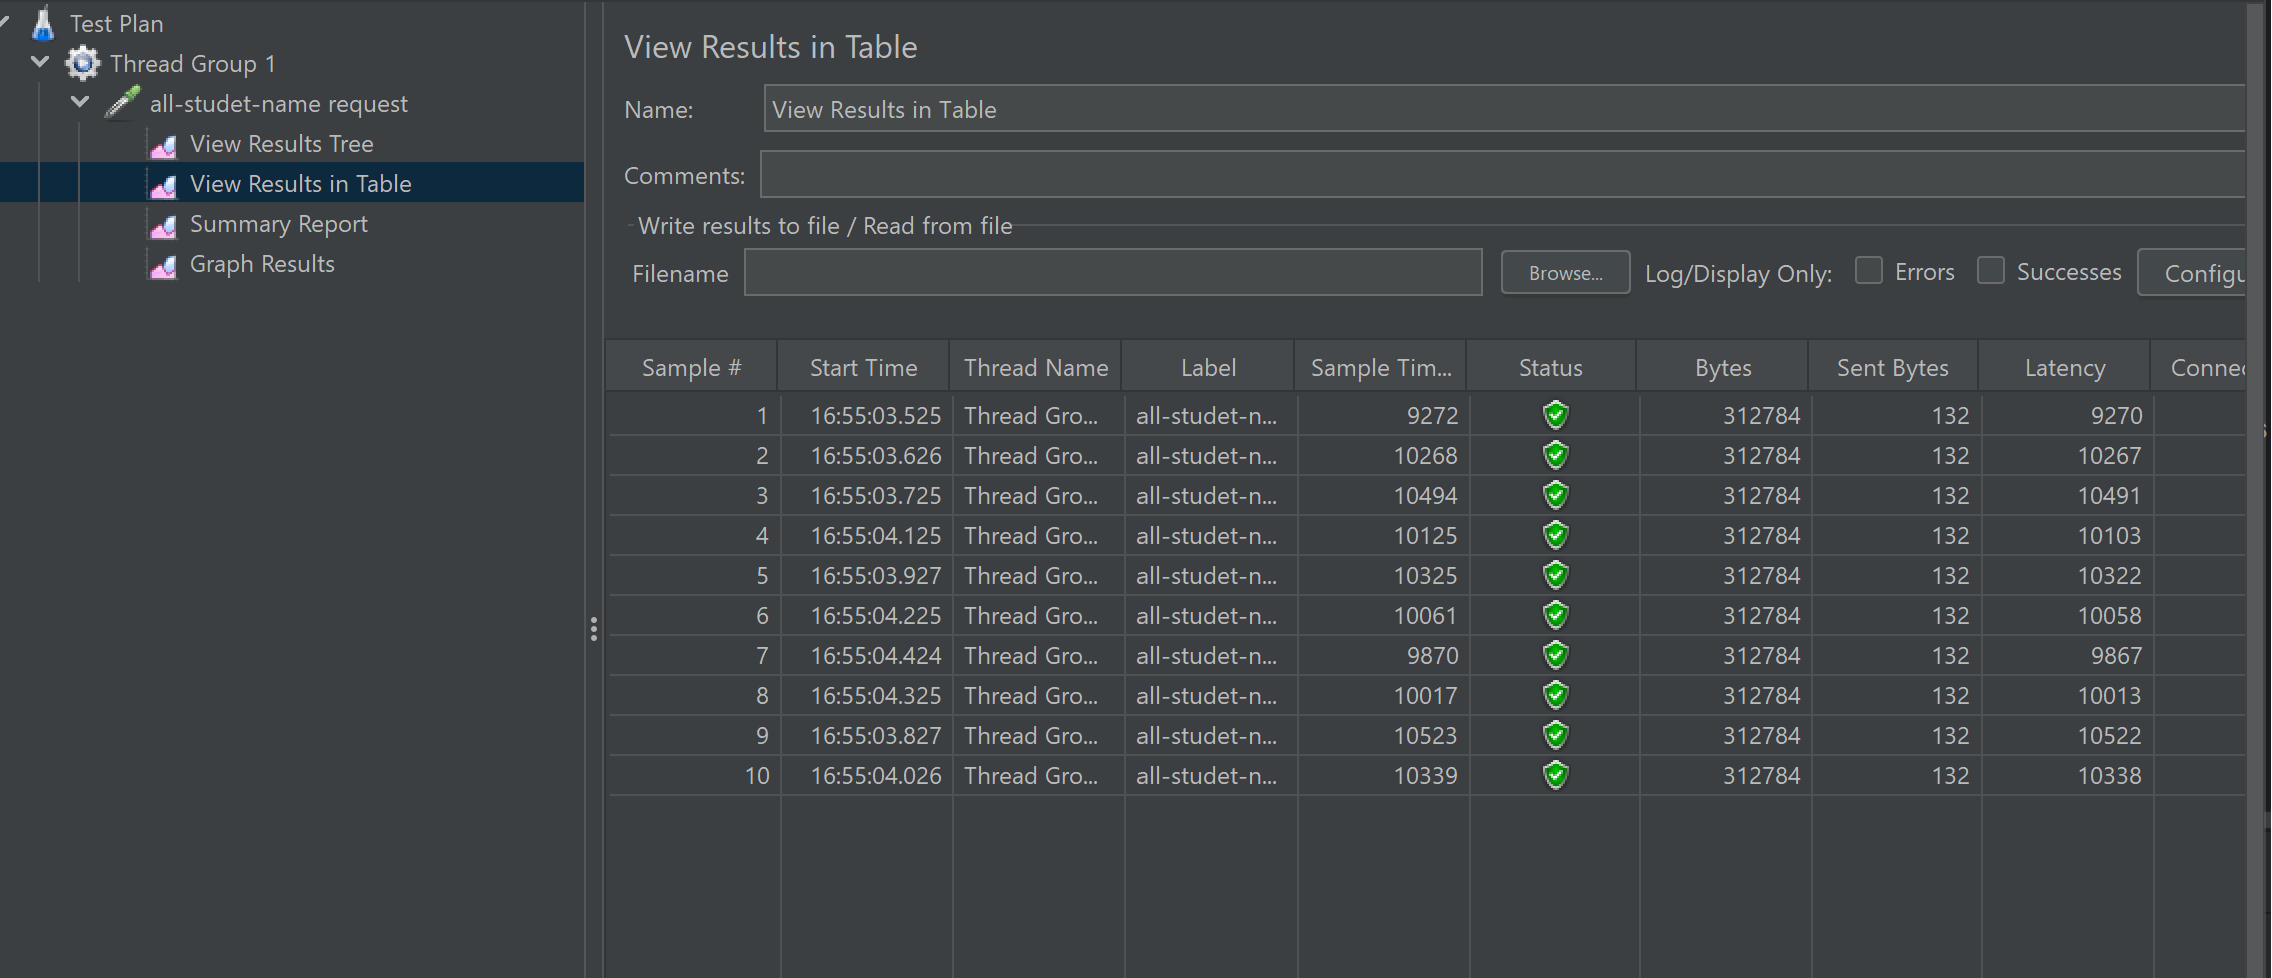 Test Plan
Thread Group 1
all-studet-name request
View Results Tree
View Results in Table
Summary Report
Graph Results
View Results in Table
Name: View Results in Table
Comments:
Write results to file / Read from file
Filename Browse... Log/Display Only: Errors Successes Configu
Sample # Start Time Thread Name Label Sample Tim... Status Bytes Sent Bytes Latency Connec
1 16:55:03.525 Thread Gro... all-studet-n... 9272 312784 132 9270
2 16:55:03.626 Thread Gro... all-studet-n... 10268 312784 132 10267
3 16:55:03.725 Thread Gro... all-studet-n... 10494 312784 132 10491
4 16:55:04.125 Thread Gro... all-studet-n... 10125 312784 132 10103
5 16:55:03.927 Thread Gro... all-studet-n... 10325 312784 132 10322
6 16:55:04.225 Thread Gro... all-studet-n... 10061 312784 132 10058
7 16:55:04.424 Thread Gro... all-studet-n... 9870 312784 132 9867
8 16:55:04.325 Thread Gro... all-studet-n... 10017 312784 132 10013
9 16:55:03.827 Thread Gro... all-studet-n... 10523 312784 132 10522
10 16:55:04.026 Thread Gro... all-studet-n... 10339 312784 132 10338